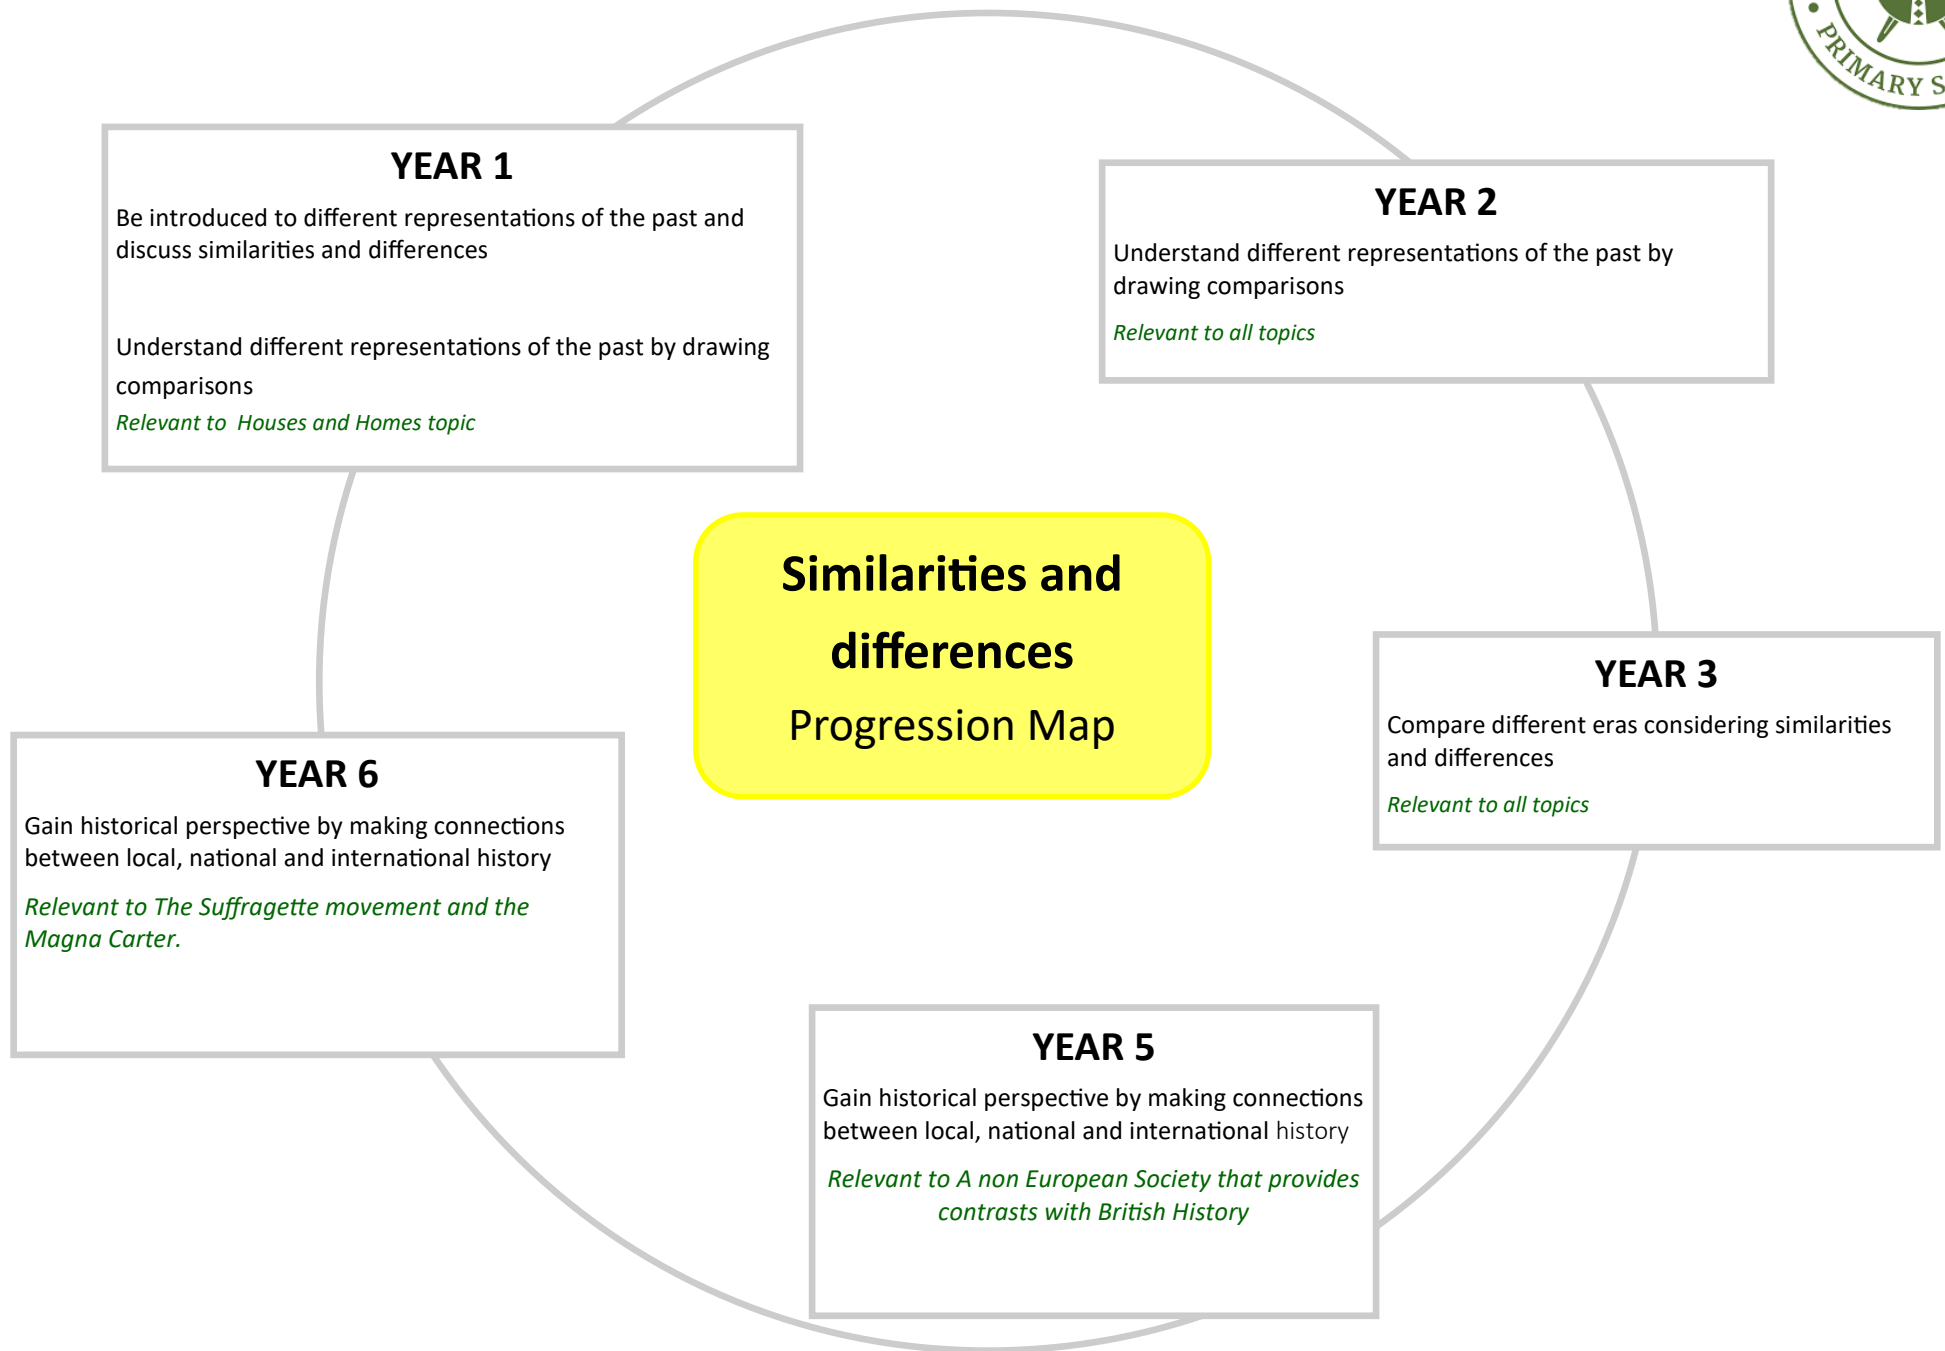 PRIMARY
YEAR 1
Be introduced to different representations of the past and
discuss similarities and differences
Understand different representations of the past by drawing
comparisons
Relevant to  Houses and Homes topic
YEAR 2
Understand different representations of the past by
drawing comparisons
Relevant to all topics
Similarities and
differences
Progression Map
YEAR 3
Compare different eras considering similarities
and differences
Relevant to all topics
YEAR 6
Gain historical perspective by making connections
between local, national and international history
Relevant to The Suffragette movement and the
Magna Carter.
YEAR 5
Gain historical perspective by making connections
between local, national and international history
Relevant to A non European Society that provides
contrasts with British History